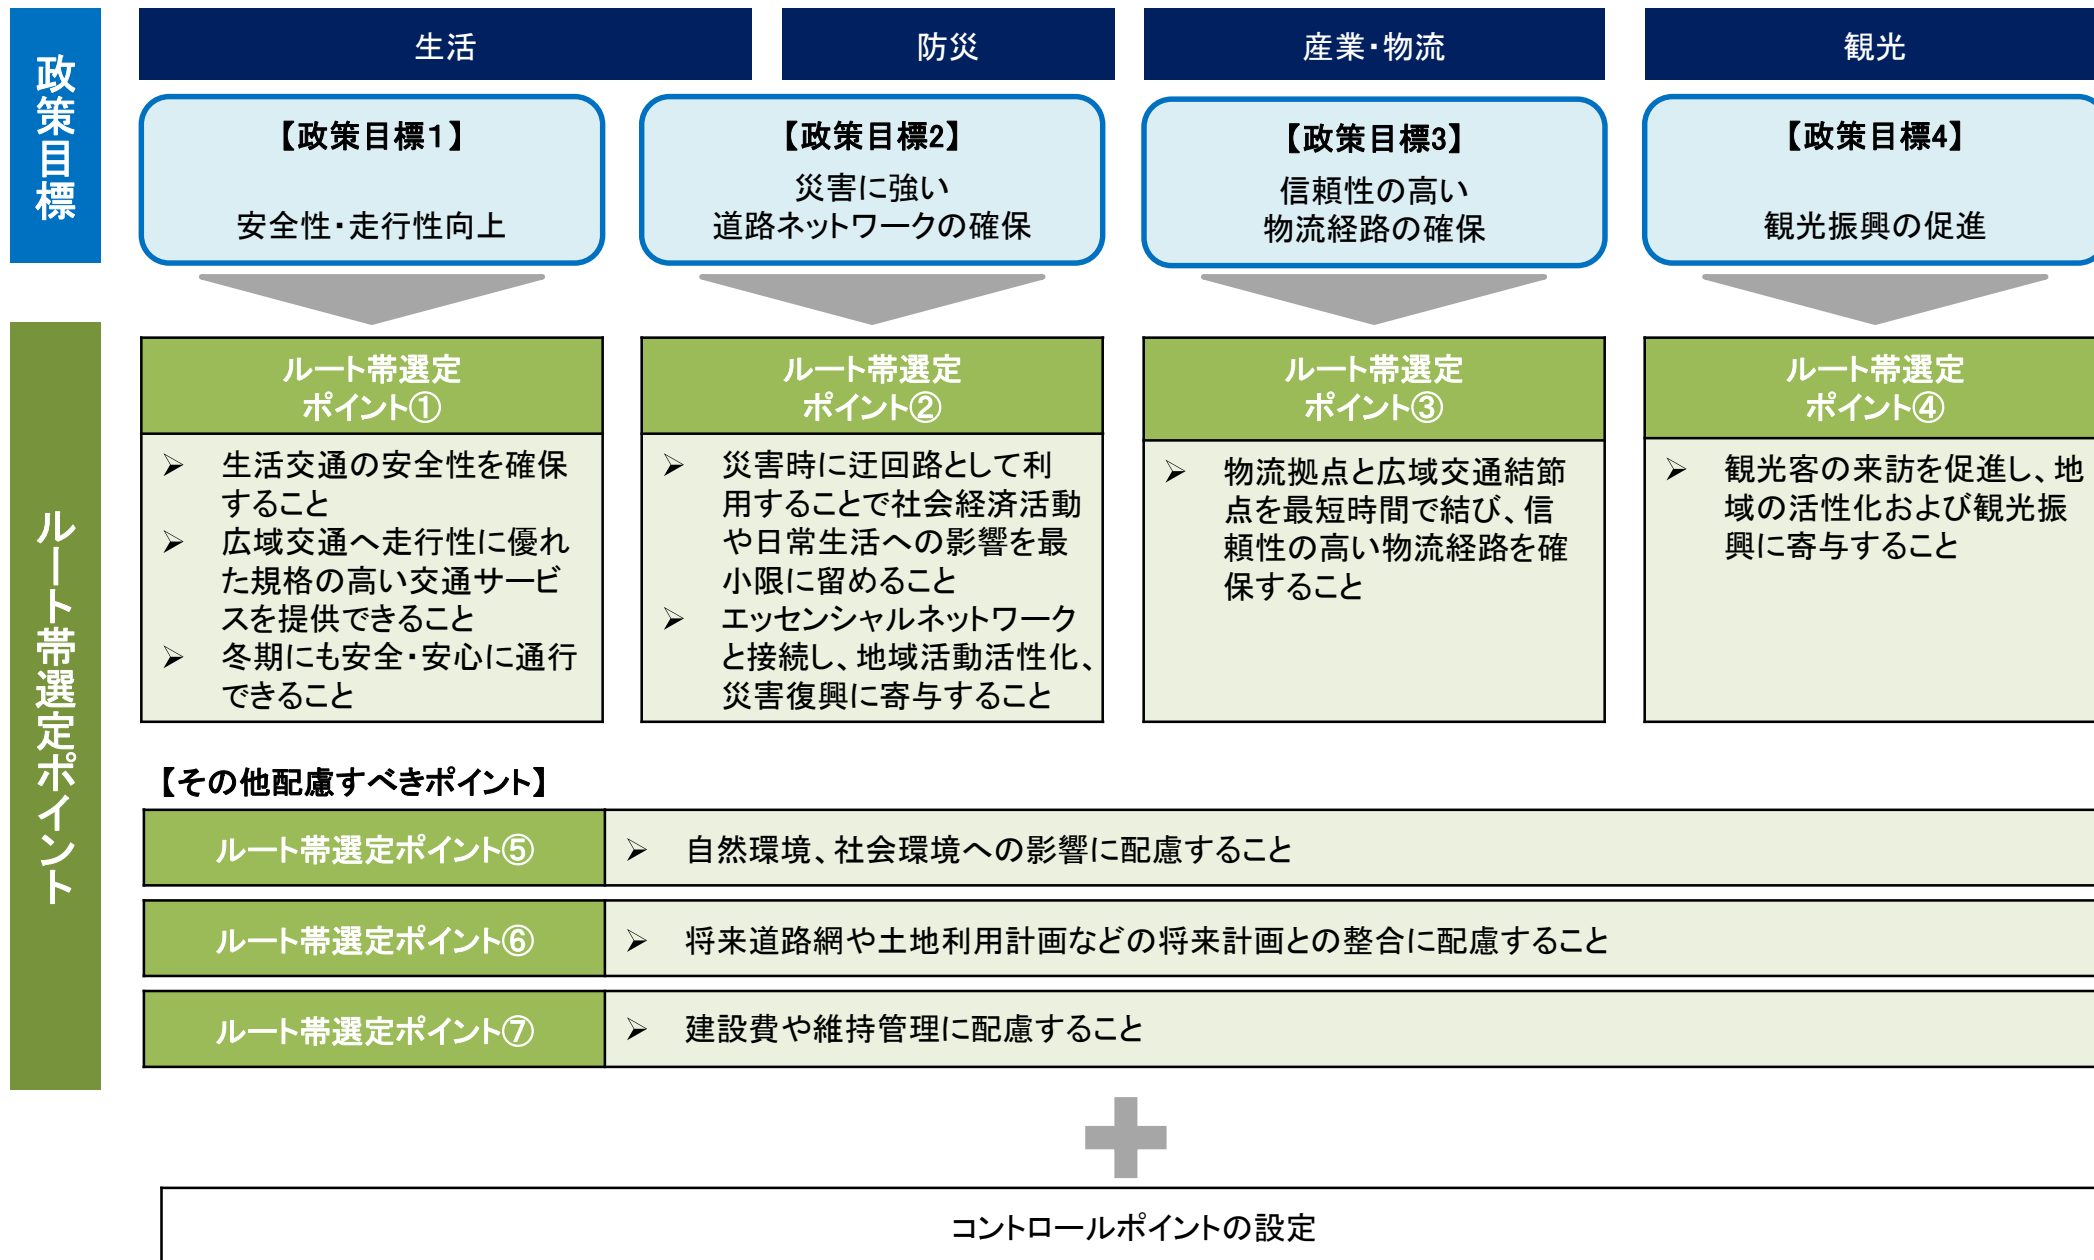 政策目標
生活
防災
産業・物流
観光
【政策目標1】
安全性・走行性向上
【政策目標2】
災害に強い
道路ネットワークの確保
【政策目標3】
信頼性の高い
物流経路の確保
【政策目標4】
観光振興の促進
ルート帯選定ポイント
ルート帯選定
ポイント①
➢ 生活交通の安全性を確保
すること
➢ 広域交通へ走行性に優れ
た規格の高い交通サービ
スを提供できること
➢ 冬期にも安全・安心に通行
できること
ルート帯選定
ポイント②
➢ 災害時に迂回路として利
用することで社会経済活動
や日常生活への影響を最
小限に留めること
➢ エッセンシャルネットワーク
と接続し、地域活動活性化、
災害復興に寄与すること
ルート帯選定
ポイント③
➢ 物流拠点と広域交通結節
点を最短時間で結び、信
頼性の高い物流経路を確
保すること
ルート帯選定
ポイント④
➢ 観光客の来訪を促進し、地
域の活性化および観光振
興に寄与すること
【その他配慮すべきポイント】
ルート帯選定ポイント⑤
➢ 自然環境、社会環境への影響に配慮すること
ルート帯選定ポイント⑥
➢ 将来道路網や土地利用計画などの将来計画との整合に配慮すること
ルート帯選定ポイント⑦
➢ 建設費や維持管理に配慮すること
コントロールポイントの設定